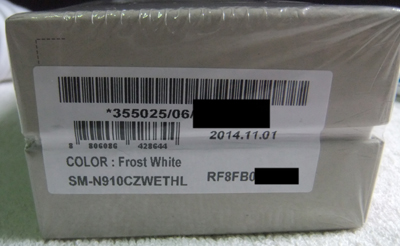 *355025/06/
2014.11.01
8 806086 428644
COLOR : Frost White
SM-N910CZWETHL RF8FB0